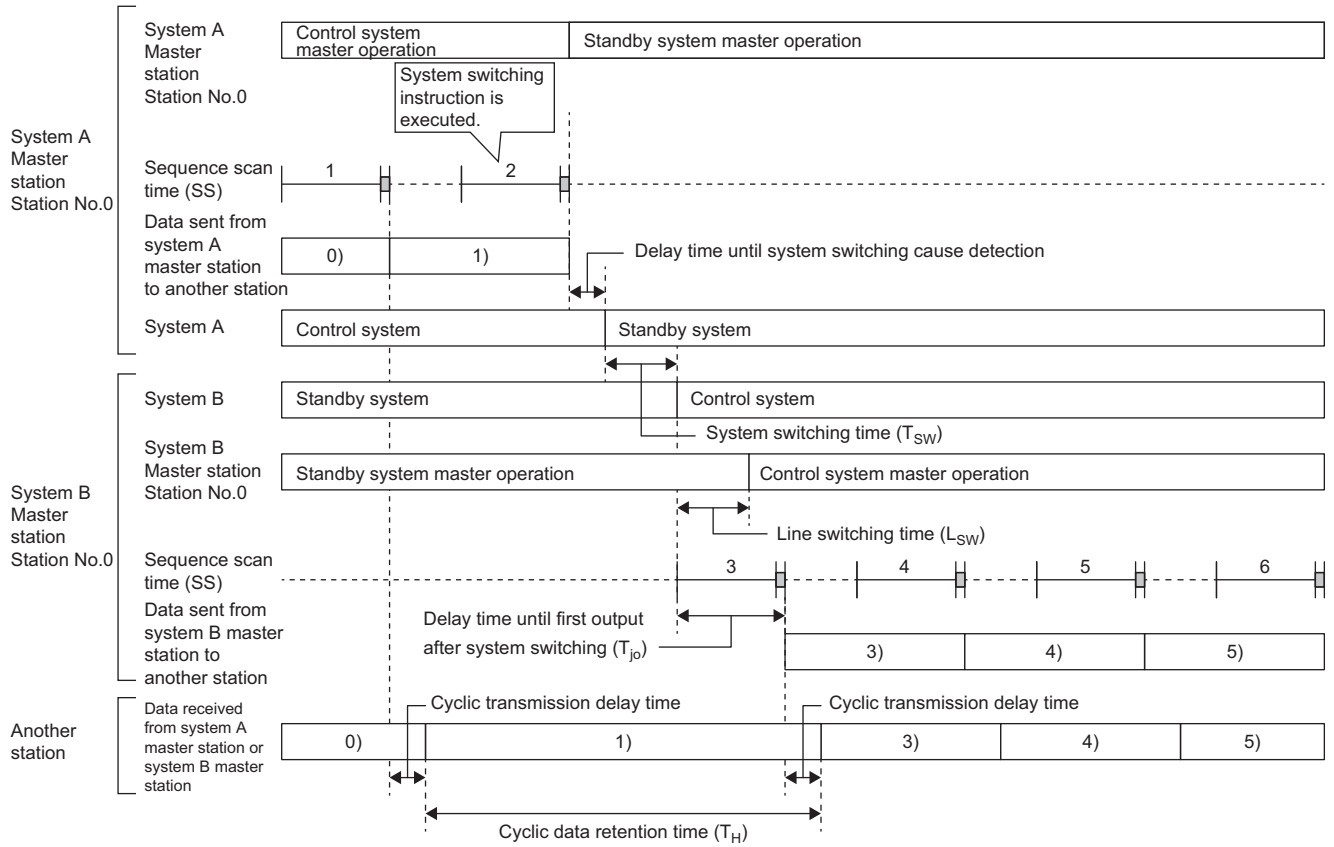 System A
Master
station
Station No.0
Control system
master operation
Standby system master operation
System switching
instruction is
executed.
System A
Master
station
Station No.0
Sequence scan
time (SS)
1
2
Data sent from
system A
master station
to another station
0)
1)
Delay time until system switching cause detection
System A
Control system
Standby system
System B
Standby system
Control system
System switching time (TSW)
System B
Master station
Station No.0
Standby system master operation
Control system master operation
System B
Master
station
Station No.0
Line switching time (LSW)
Sequence scan
time (SS)
3
4
5
6
Data sent from
system B master
station to
another station
Delay time until first output
after system switching (Tjo)
3)
4)
5)
Another
station
Data received
from system A
master station or
system B master
station
Cyclic transmission delay time
Cyclic transmission delay time
0)
1)
3)
4)
5)
Cyclic data retention time (TH)